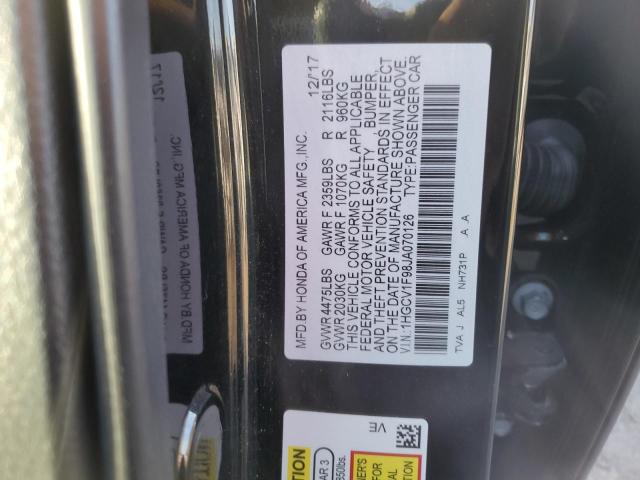 MFD.BY HONDA OF AMERICA MFG.,INC. 12/'17
GVWR 4475LBS GAWR F 2359LBS R 2116LBS
GVWR 2030KG GAWR F 1070KG R 960KG
THIS VEHICLE CONFORMS TO ALL APPLICABLE
FEDERAL MOTOR VEHICLE SAFETY, BUMPER,
AND THEFT PREVENTION STANDARDS IN EFFECT
ON THE DATE OF MANUFACTURE SHOWN ABOVE.
V.I.N.:1HGCV1F98JA070126 TYPE:PASSENGER CAR
TVA J AL5 NH731P A A
VE